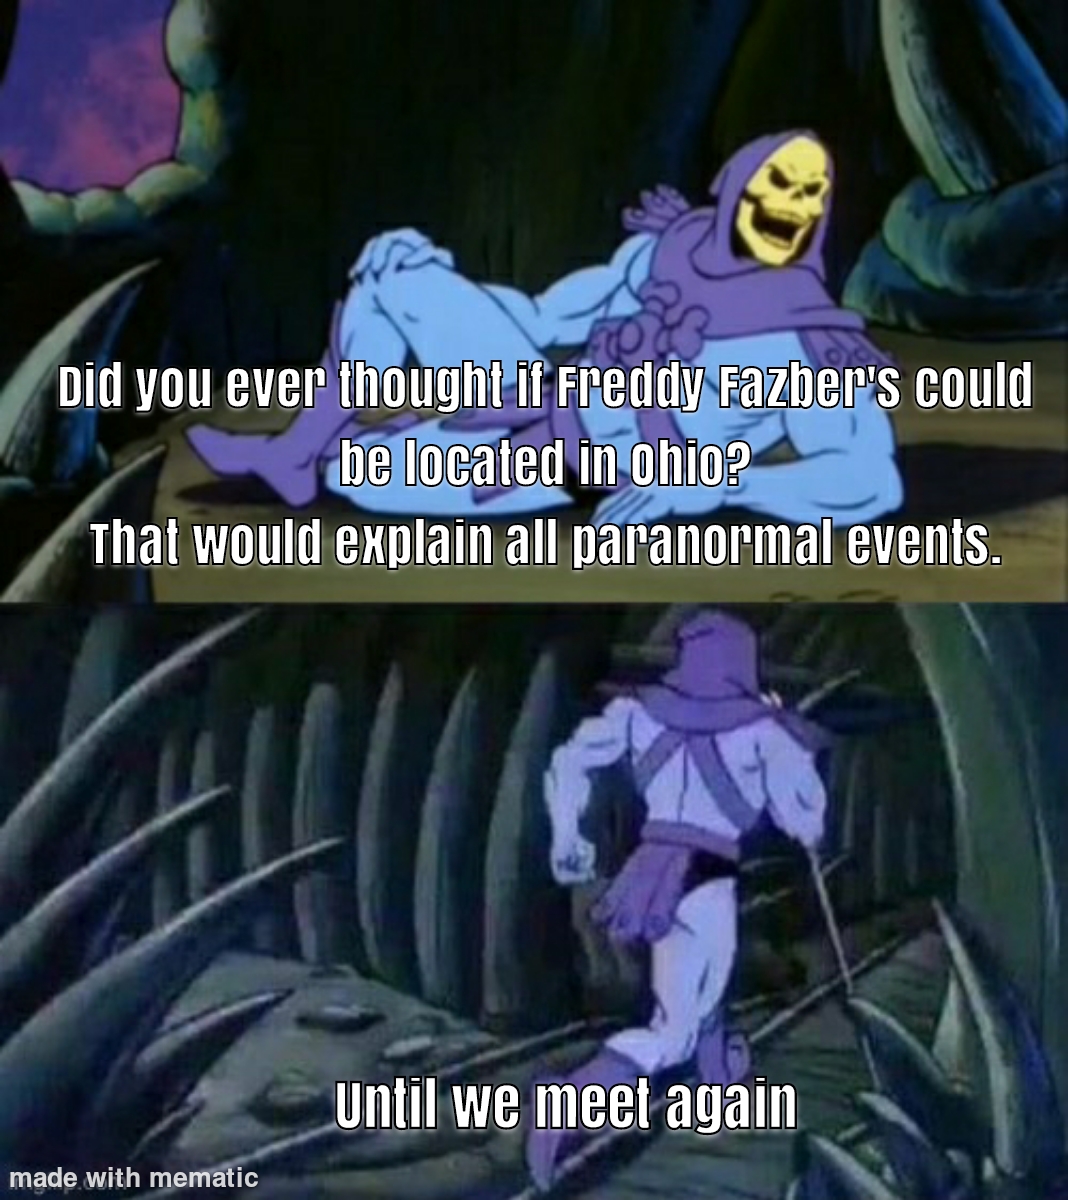 Did you ever thought if Freddy Fazber's could
be located in Ohio?
That would explain all paranormal events.
Until we meet again
made with mematic